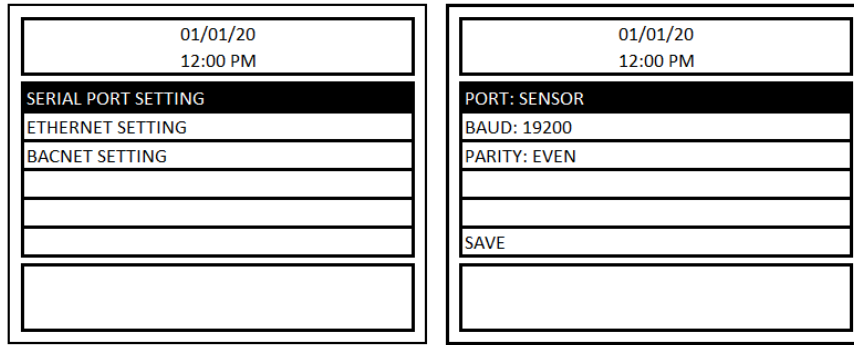 01/01/20
12:00 PM
SERIAL PORT SETTING
ETHERNET SETTING
BACNET SETTING
01/01/20
12:00 PM
PORT: SENSOR
BAUD: 19200
PARITY: EVEN
SAVE